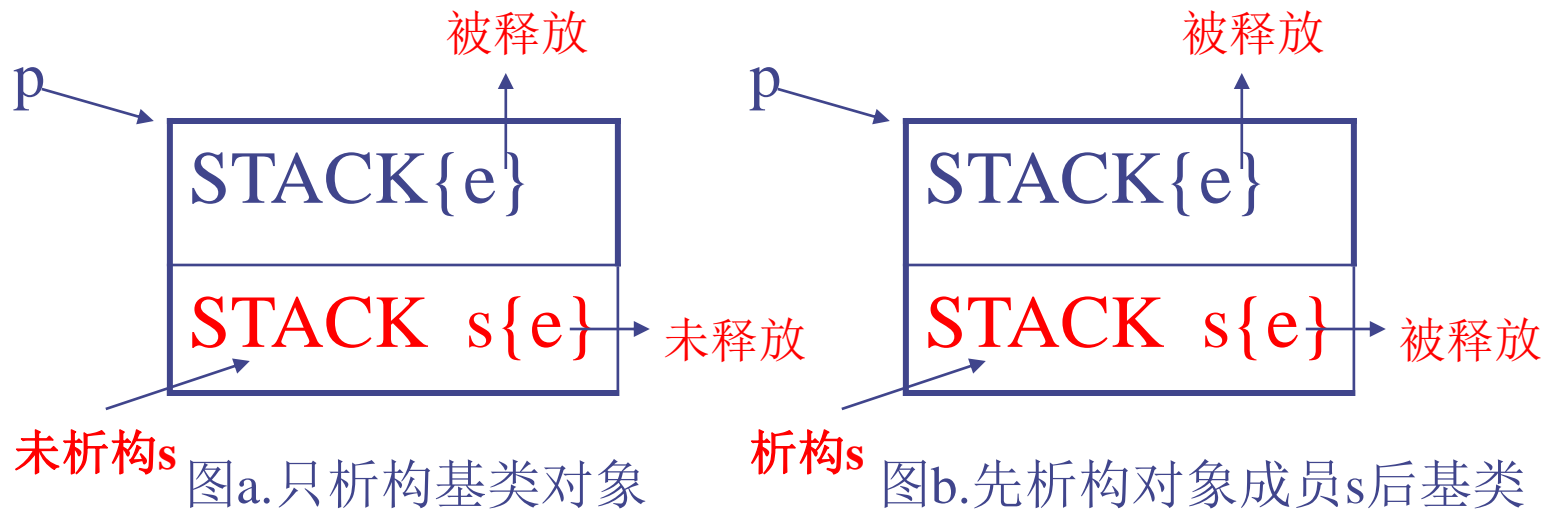 被释放
p
STACK{e}
STACK s{e}
未释放
未析构s
图a.只析构基类对象
被释放
p
STACK{e}
STACK s{e}
被释放
析构s
图b.先析构对象成员s后基类